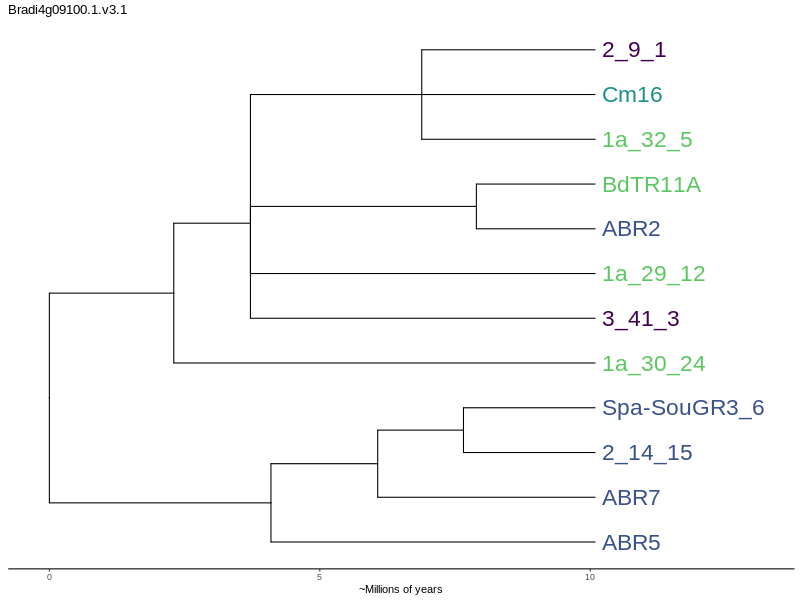 Bradi4g09100.1.v3.1
2_9_1
Cm16
1a_32_5
BdTR11A
ABR2
1a_29_12
3_41_3
1a_30_24
Spa-SouGR3_6
2_14_15
ABR7
ABR5
0 5 10
~Millions of years